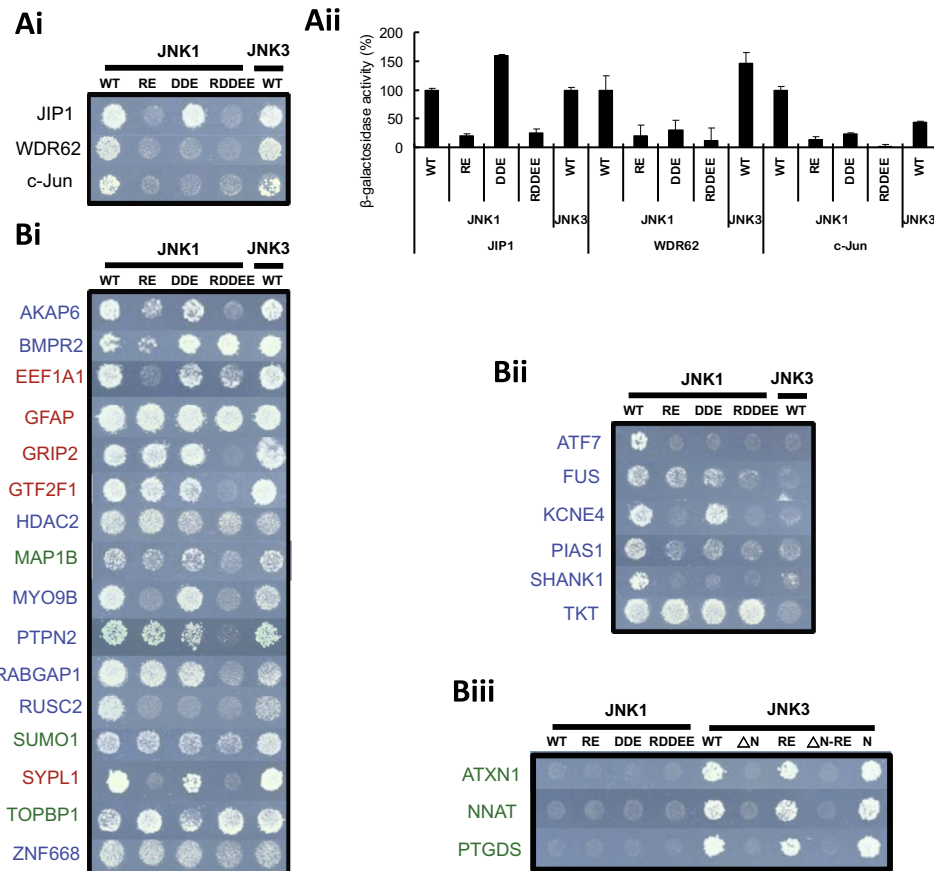 Ai
JNK1 JNK3
WT RE DDE RDDEE WT
JIP1
WDR62
c-Jun
Aii
β-galactosidase activity (%)
200
150
100
50
0
WT RE DDE RDDEE WT WT RE DDE RDDEE WT WT RE DDE RDDEE WT
JNK1 JNK3 JNK1 JNK3 JNK1 JNK3
JIP1 WDR62 c-Jun
Bi
JNK1 JNK3
WT RE DDE RDDEE WT
AKAP6
BMPR2
EEF1A1
GFAP
GRIP2
GTF2F1
HDAC2
MAP1B
MYO9B
PTPN2
RABGAP1
RUSC2
SUMO1
SYPL1
TOPBP1
ZNF668
Bii
JNK1 JNK3
WT RE DDE RDDEE WT
ATF7
FUS
KCNE4
PIAS1
SHANK1
TKT
Biii
JNK1 JNK3
WT RE DDE RDDEE WT △N RE △N-RE N
ATXN1
NNAT
PTGDS